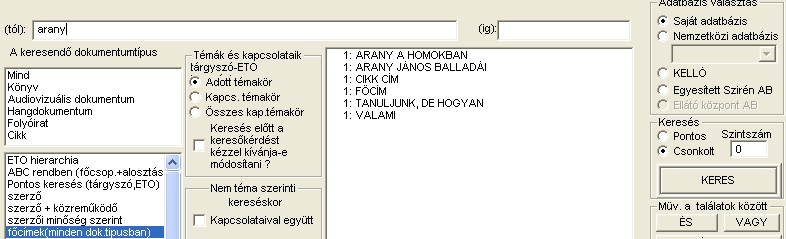 (tól):
arany
(ig):
A keresendő dokumentumtípus
Mind
Könyv
Audiovizuális dokumentum
Hangdokumentum
Folyóirat
Cikk
ETO hierarchia
ABC rendben (főcsop.+alosztás
Pontos keresés (tárgyszó,ETO)
szerző
szerző + közreműködő
szerzői minőség szerint
főcímek(minden dok.tipusban)
Témák és kapcsolataik
tárgyszó-ETO
Adott témakör
Kapcs. témakör
Összes kap.témakör
Keresés előtt a
keresőkérdést
kézzel kívánja-e
módosítani ?
Nem téma szerinti
kereséskor
Kapcsolataival együtt
1: ARANY A HOMOKBAN
1: ARANY JÁNOS BALLADÁI
1: CIKK CÍM
1: FŐCÍM
1: TANULJUNK, DE HOGYAN
1: VALAMI
Adatbázis választás
Saját adatbázis
Nemzetközi adatbázis
KELLÓ
Egyesített Szirén AB
Ellátó központ AB
Keresés
Pontos Szintszám
Csonkolt 0
KERES
Müv. a találatok között
ÉS VAGY